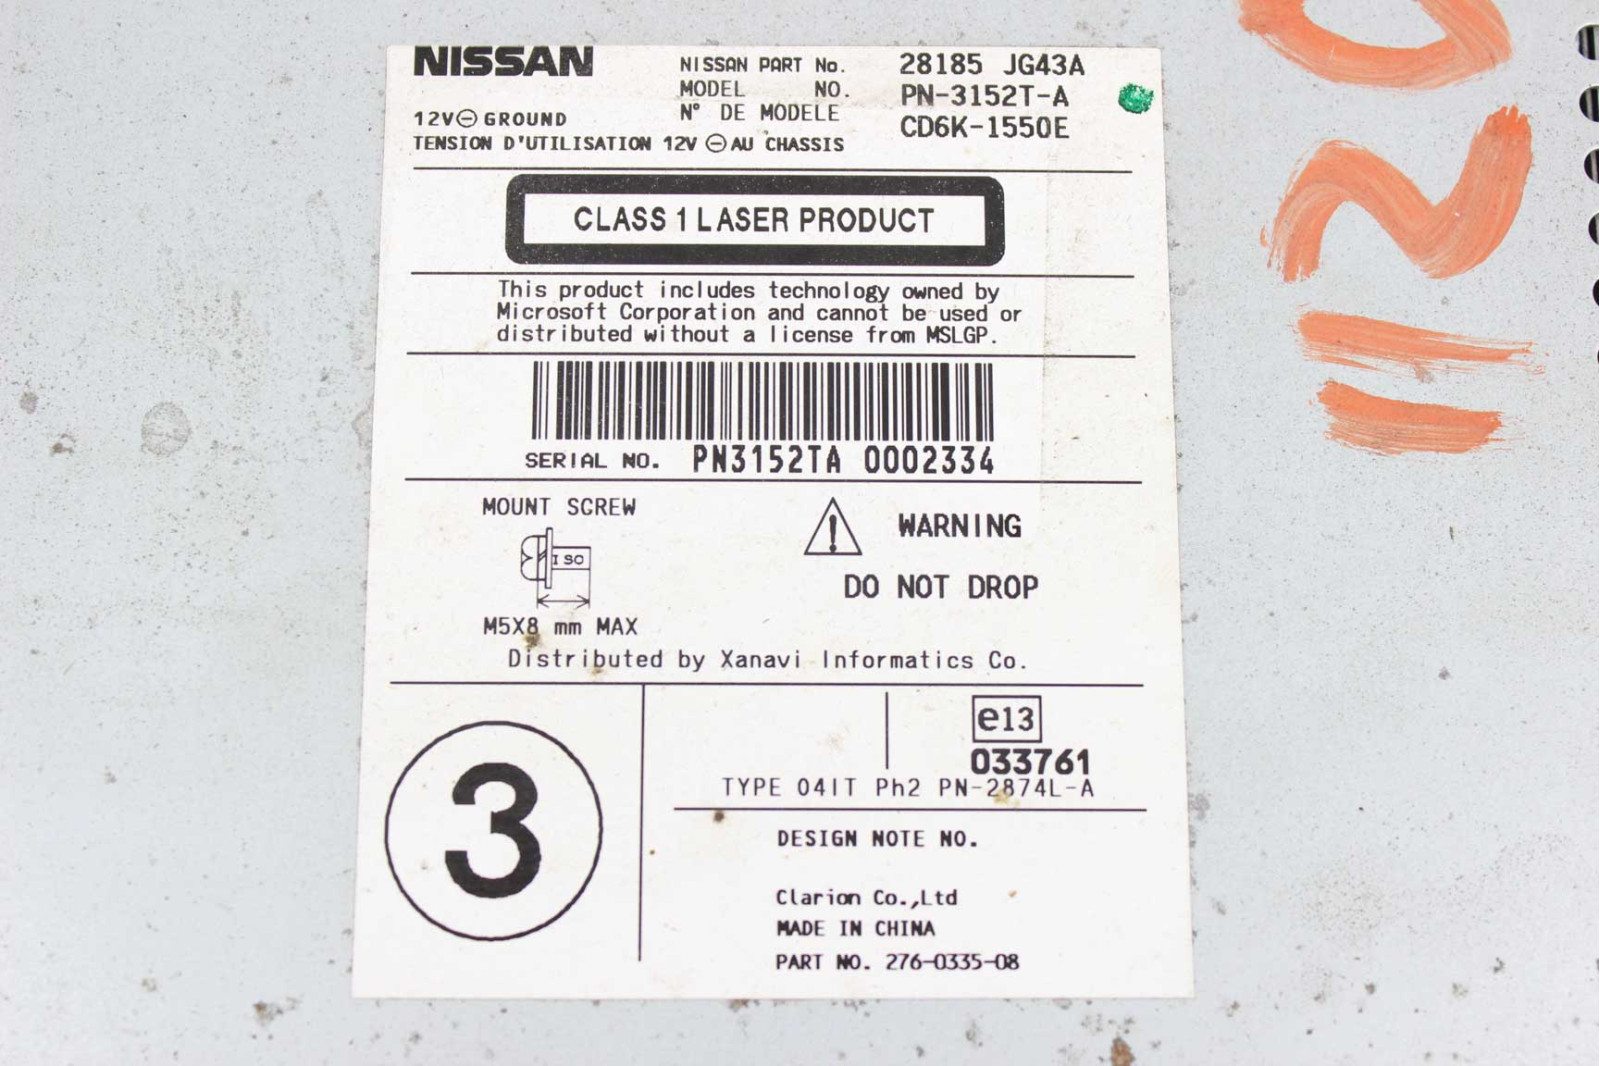 NISSAN
NISSAN PART No. 28185 JG43A
MODEL NO. PN-3152T-A
N° DE MODELE CD6K-1550E
12V⊖GROUND
TENSION D'UTILISATION 12V ⊖AU CHASSIS
CLASS 1 LASER PRODUCT
This product includes technology owned by
Microsoft Corporation and cannot be used or
distributed without a license from MSLGP.
SERIAL NO. PN3152TA 0002334
MOUNT SCREW
ISO
M5X8 mm MAX
WARNING
DO NOT DROP
Distributed by Xanavi Informatics Co.
3
e13
033761
TYPE 04IT Ph2 PN-2874L-A
DESIGN NOTE NO.
Clarion Co.,Ltd
MADE IN CHINA
PART NO. 276-0335-08